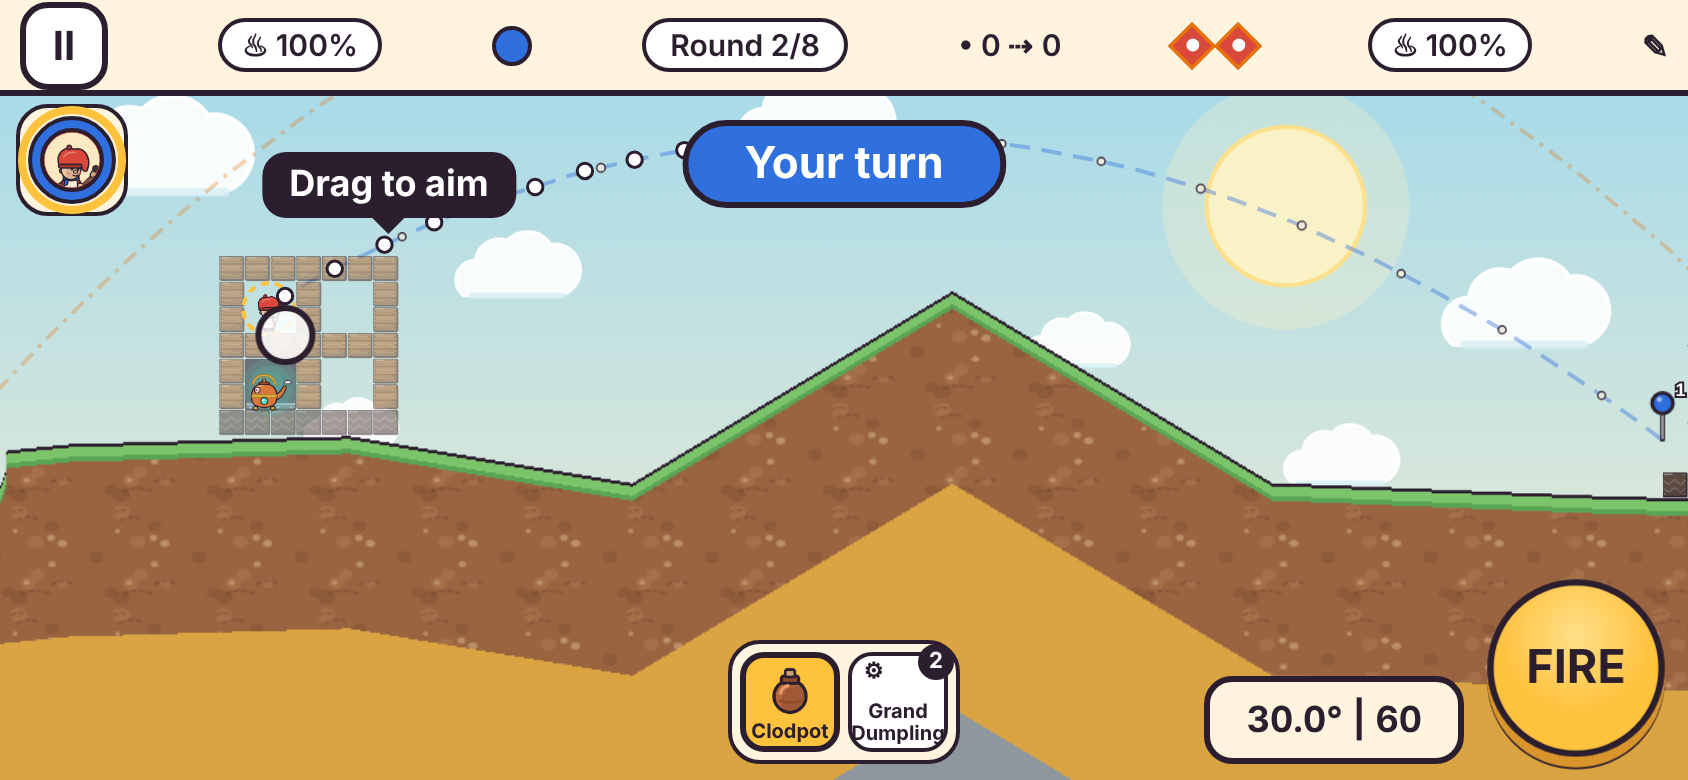 100%
Round 2/8
• 0 ⇢ 0
100%
Your turn
Drag to aim
1
2
Clodpot
Grand
Dumpling
30.0° | 60
FIRE